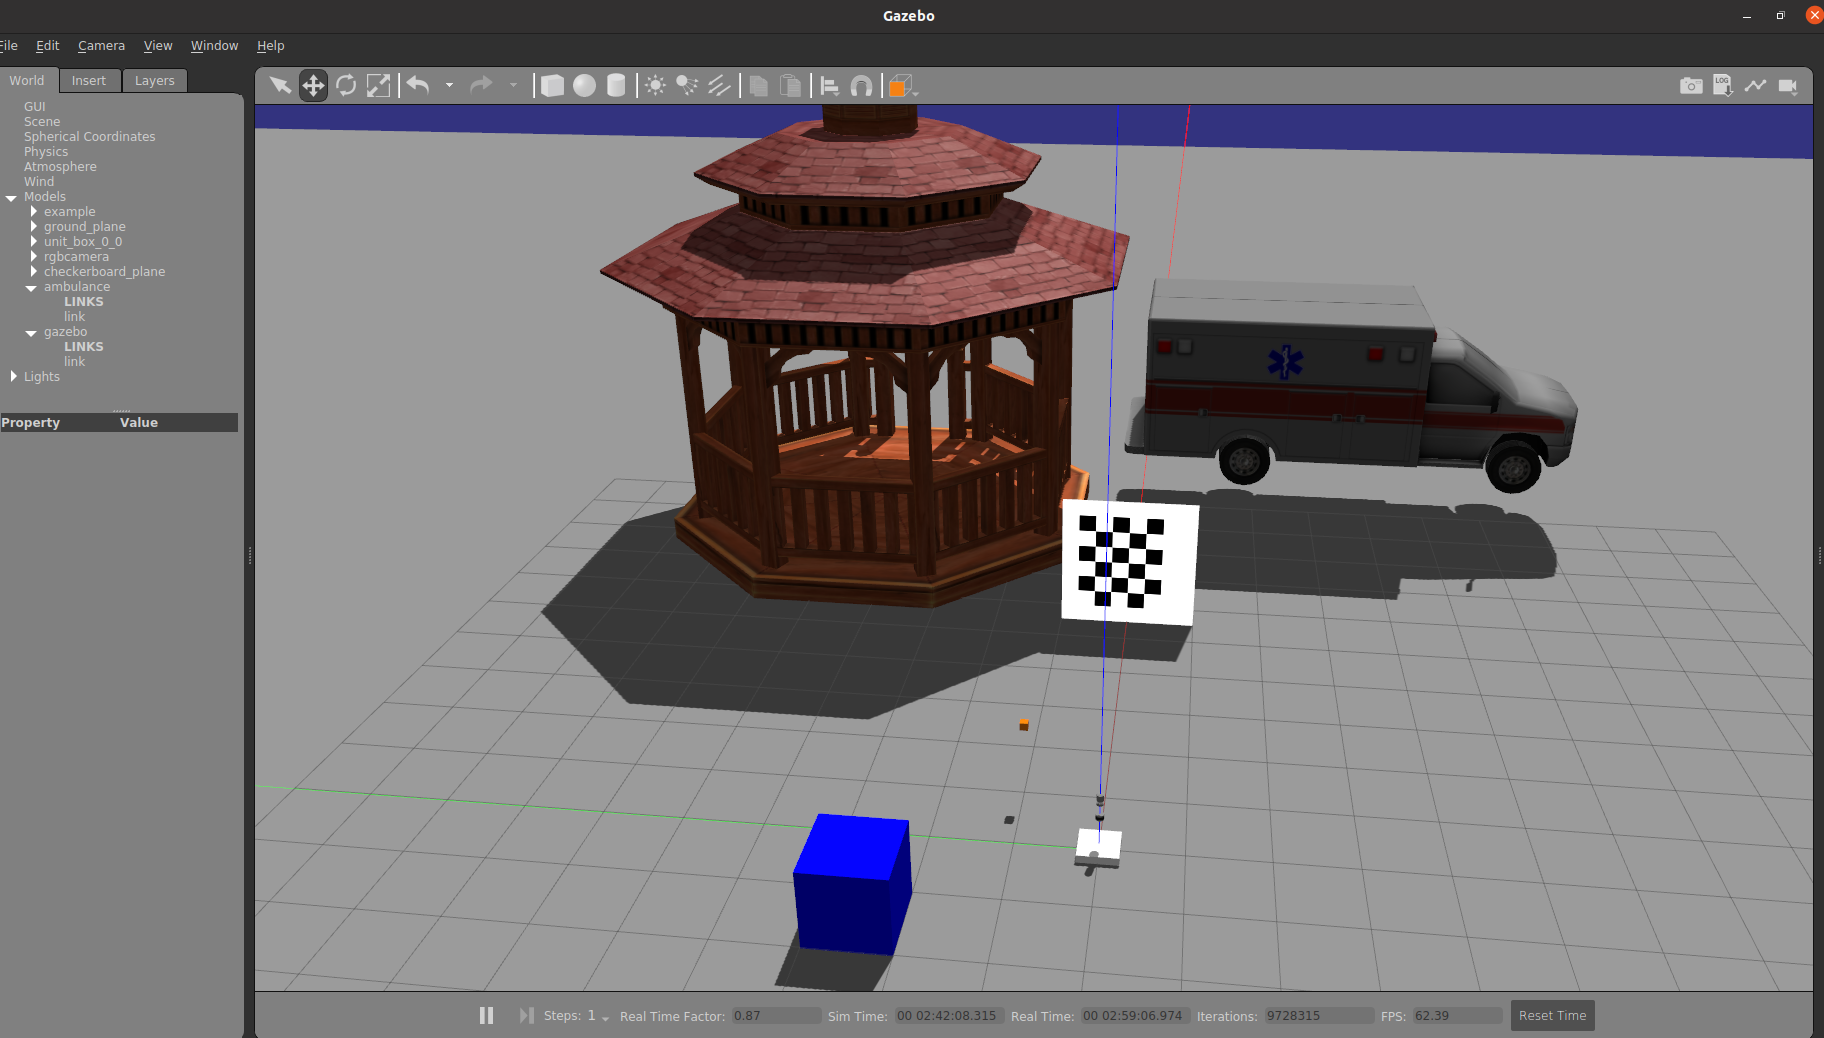 Gazebo
File Edit Camera View Window Help
World Insert Layers
LOG
GUI
Scene
Spherical Coordinates
Physics
Atmosphere
Wind
Models
example
ground_plane
unit_box_0_0
rgbcamera
checkerboard_plane
ambulance
LINKS
link
gazebo
LINKS
link
Lights
Property Value
Steps: 1 Real Time Factor: 0.87 Sim Time: 00 02:42:08.315 Real Time: 00 02:59:06.974 Iterations: 9728315 FPS: 62.39 Reset Time